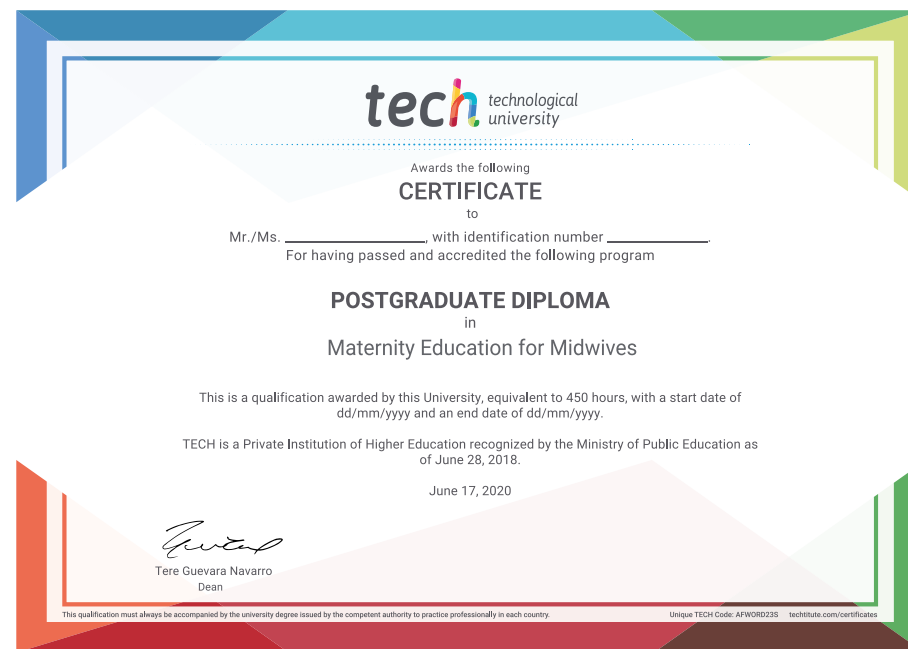 tech technological
university
Awards the following
CERTIFICATE
to
Mr./Ms. ____________________, with identification number ______________.
For having passed and accredited the following program
POSTGRADUATE DIPLOMA
in
Maternity Education for Midwives
This is a qualification awarded by this University, equivalent to 450 hours, with a start date of
dd/mm/yyyy and an end date of dd/mm/yyyy.
TECH is a Private Institution of Higher Education recognized by the Ministry of Public Education as
of June 28, 2018.
June 17, 2020
Tere Guevara Navarro
Dean
This qualification must always be accompanied by the university degree issued by the competent authority to practice professionally in each country.
Unique TECH Code: AFWORD23S techtitute.com/certificates